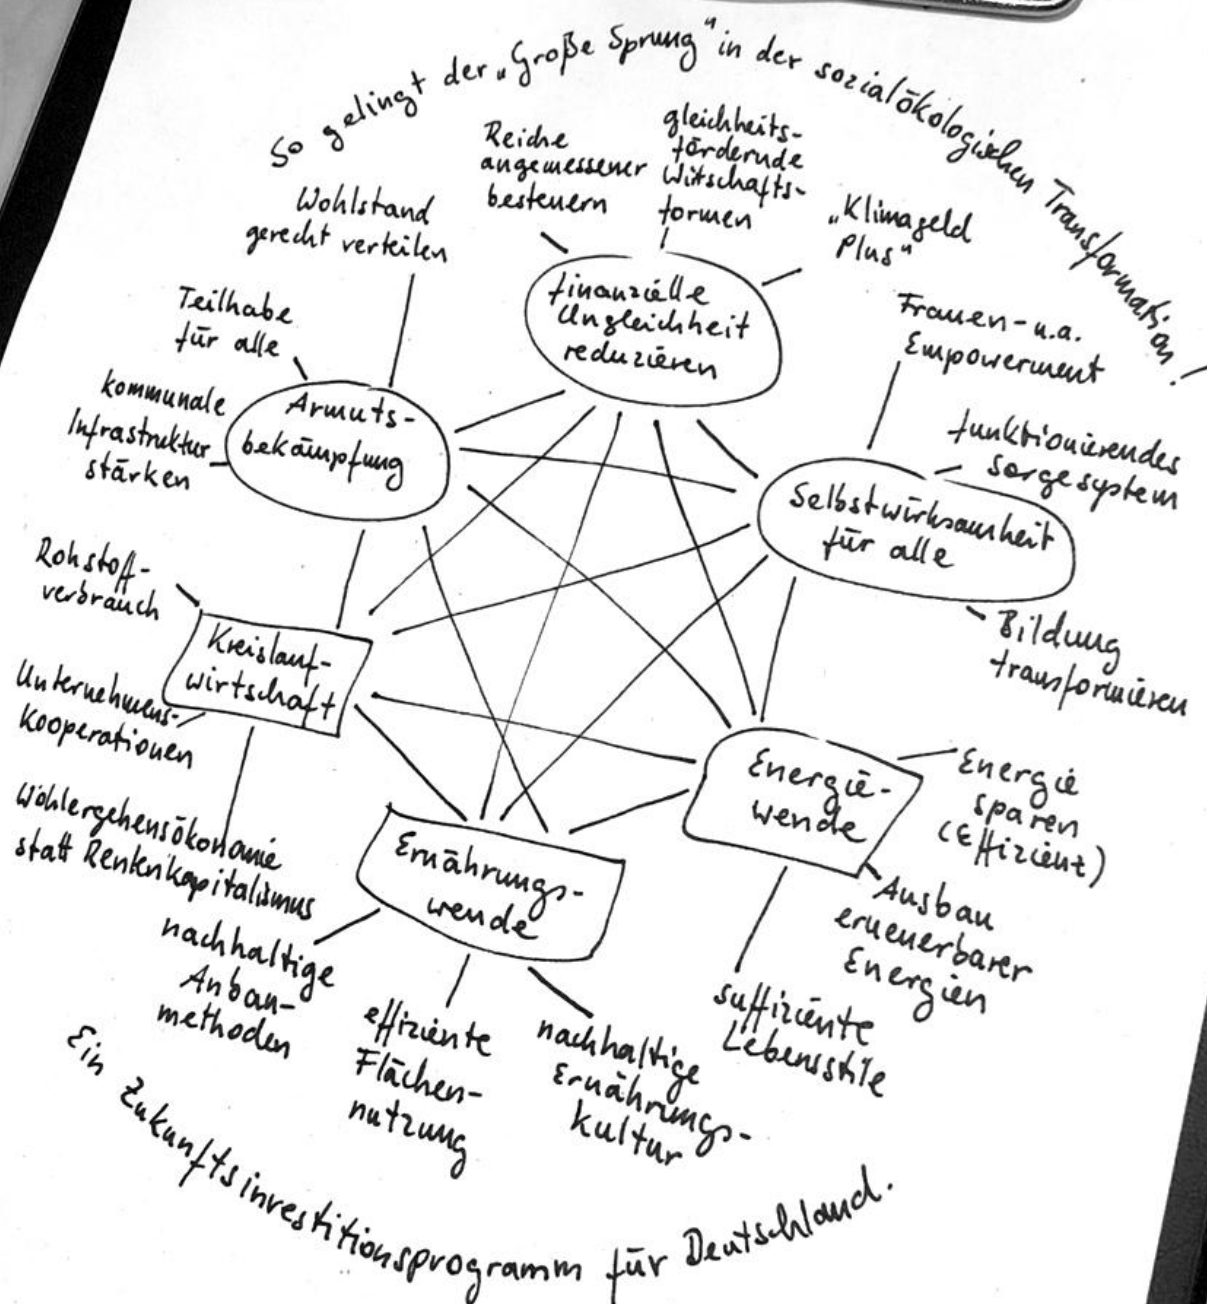 So gelingt der „Große Sprung" in der sozialökologischen Transformation!
Reiche
angemessener
besteuern
gleichheits-
fördernde
Witschafts-
formen
„Klimageld
Plus"
finanzielle
Ungleichheit
reduzieren
Wohlstand
gerecht verteilen
Teilhabe
für alle
kommunale
Infrastruktur
stärken
Armuts-
bekämpfung
Frauen- u.a.
Empowerment
funktionierendes
Sorgesystem
Selbstwirksamkeit
für alle
Bildung
transformieren
Rohstoff-
verbrauch
Kreislauf-
wirtschaft
Unternehmens-
Kooperationen
Wohlergehensökonomie
statt Rentenkapitalismus
Energie-
wende
Energie
sparen
(Effizienz)
Ausbau
erneuerbarer
Energien
suffiziente
Lebensstile
Ernährungs-
wende
nachhaltige
Anbau-
methoden
effiziente
Flächen-
nutzung
nachhaltige
Ernährungs-
kultur
Ein Zukunftsinvestitionsprogramm für Deutschland.